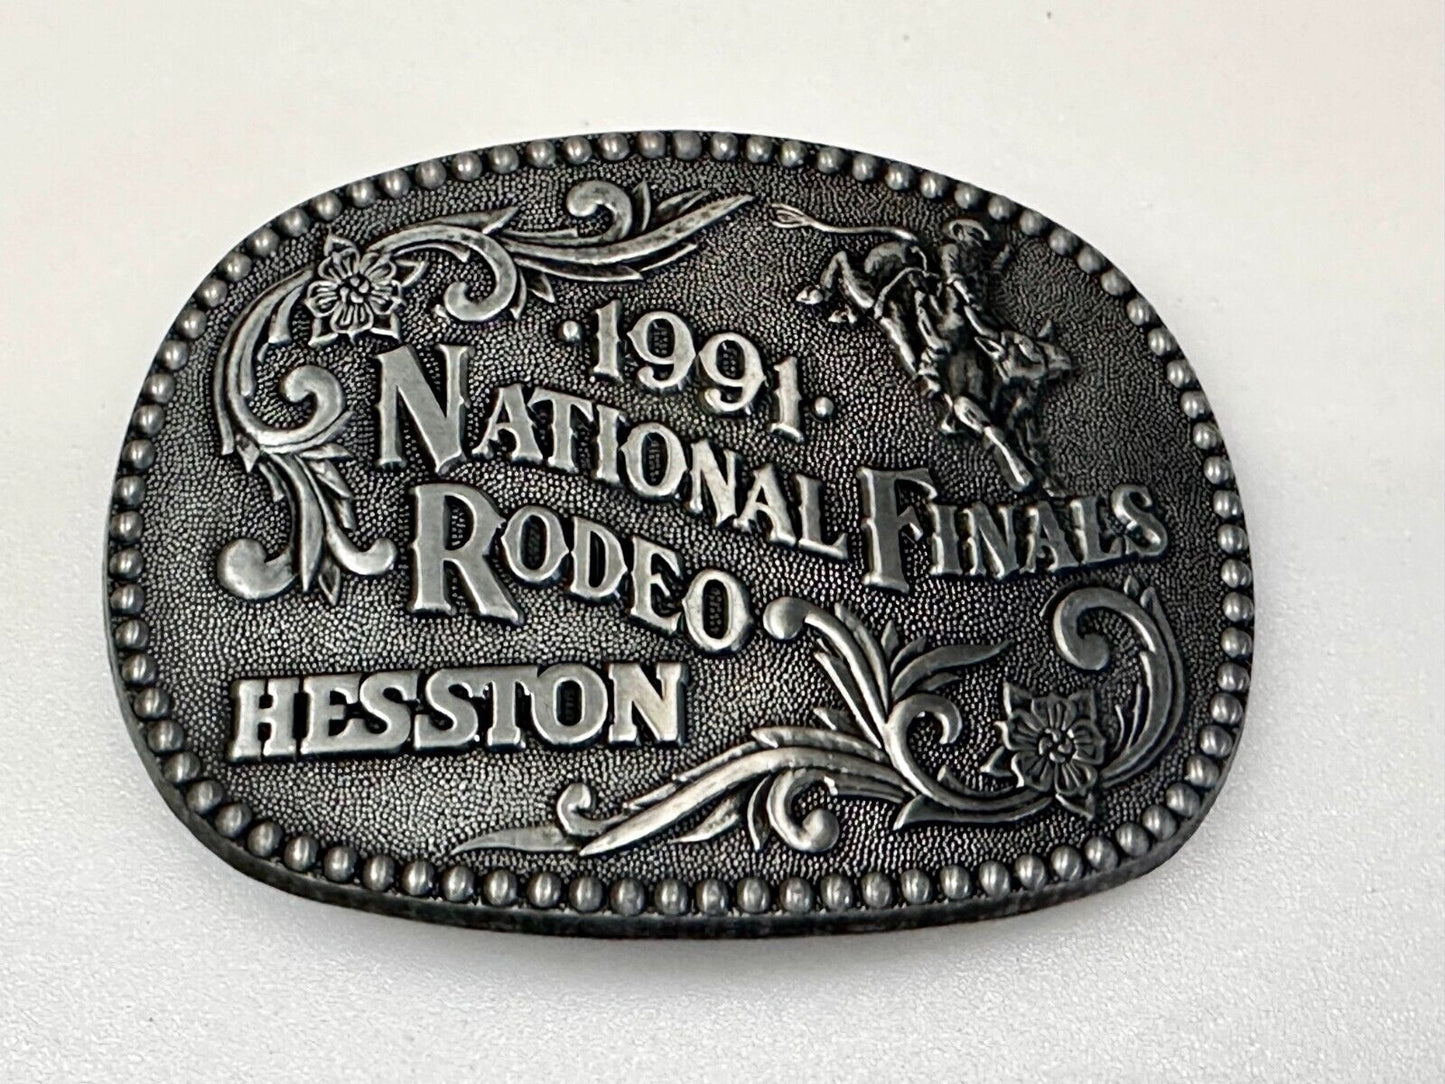 ·1991·
NATIONAL FINALS
RODEO
HESSTON